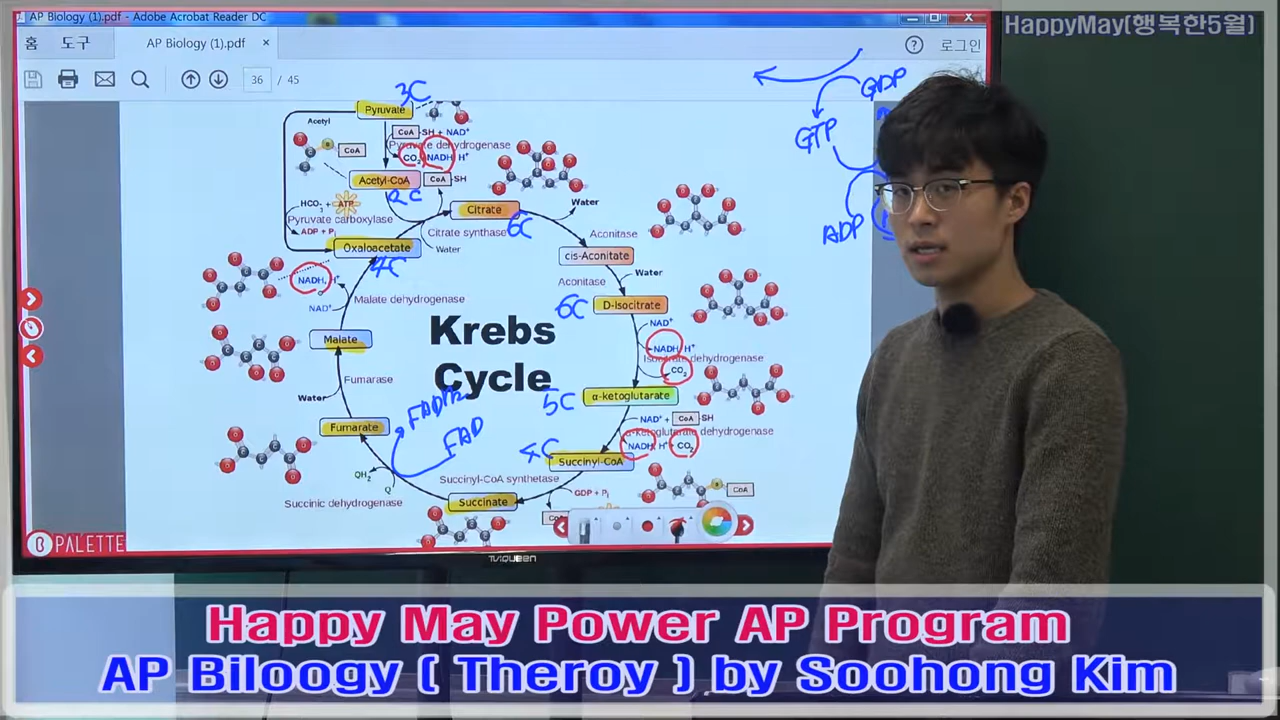 AP Biology (1).pdf - Adobe Acrobat Reader DC
HappyMay(행복한5월]
홈 도구 AP Biology (1).pdf × ? 로그인
36 / 45
3C
Pyruvate
GDP
GTP
ADP
Acetyl
CoA SH + NAD⁺
Pyruvate dehydrogenase
CoA
CO₂ NADH, H⁺
Acetyl-CoA CoA SH
2C
HCO₃ + ATP
Pyruvate carboxylase
ADP + Pi
Citrate
6C
Water
Citrate synthase
Water
Oxaloacetate
4C
Aconitase
cis-Aconitate
Water
Aconitase
D-Isocitrate
6C
NADH, H⁺
NAD⁺
Malate dehydrogenase
NAD⁺
NADH, H⁺
Isocitrate dehydrogenase
CO₂
Krebs
Cycle
Malate
Fumarase
Water
α-ketoglutarate
5C
NAD⁺ + CoA SH
α-ketoglutarate dehydrogenase
NADH, H⁺ CO₂
Fumarate
FADH₂
FAD
4C
Succinyl-CoA
Succinyl-CoA synthetase
GDP + Pi
CoA
QH₂
Q
Succinic dehydrogenase
Succinate
CoA
PALETTE
TVIQUEEN
Happy May Power AP Program
AP Biloogy ( Theroy ) by Soohong Kim